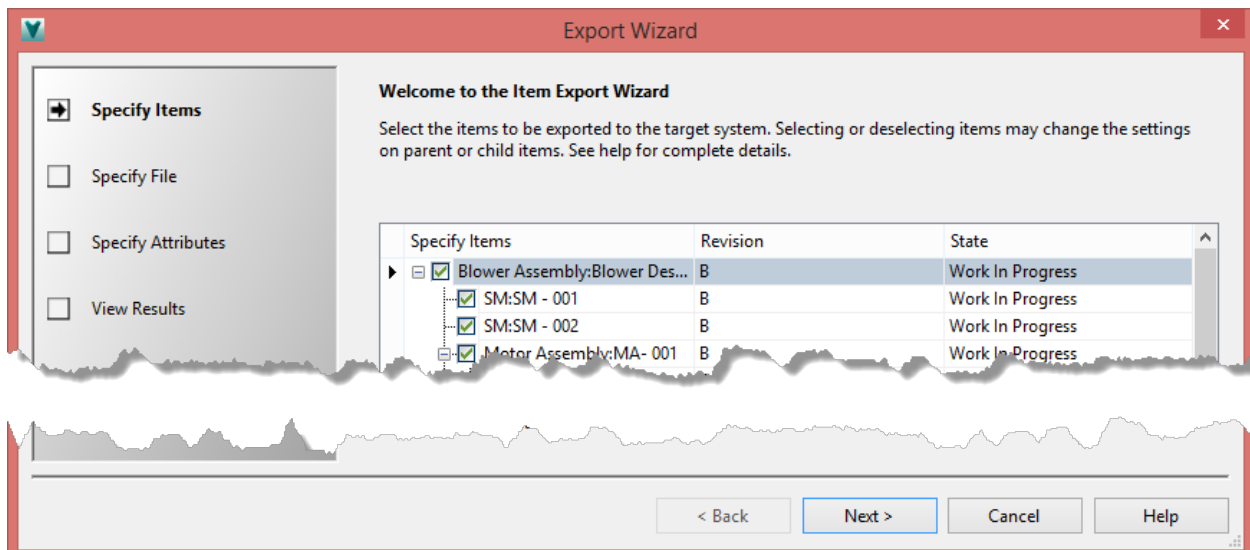 Export Wizard
Specify Items
Specify File
Specify Attributes
View Results
Welcome to the Item Export Wizard
Select the items to be exported to the target system. Selecting or deselecting items may change the settings
on parent or child items. See help for complete details.
Specify Items Revision State
Blower Assembly:Blower Des... B Work In Progress
SM:SM - 001 B Work In Progress
SM:SM - 002 B Work In Progress
Motor Assembly:MA- 001 B Work In Progress
< Back Next > Cancel Help